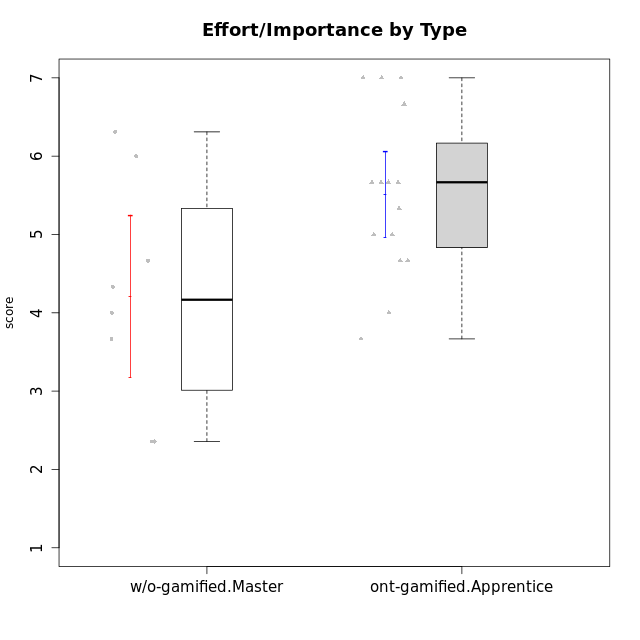 Effort/Importance by Type
7
6
5
4
3
2
1
score
w/o-gamified.Master
ont-gamified.Apprentice